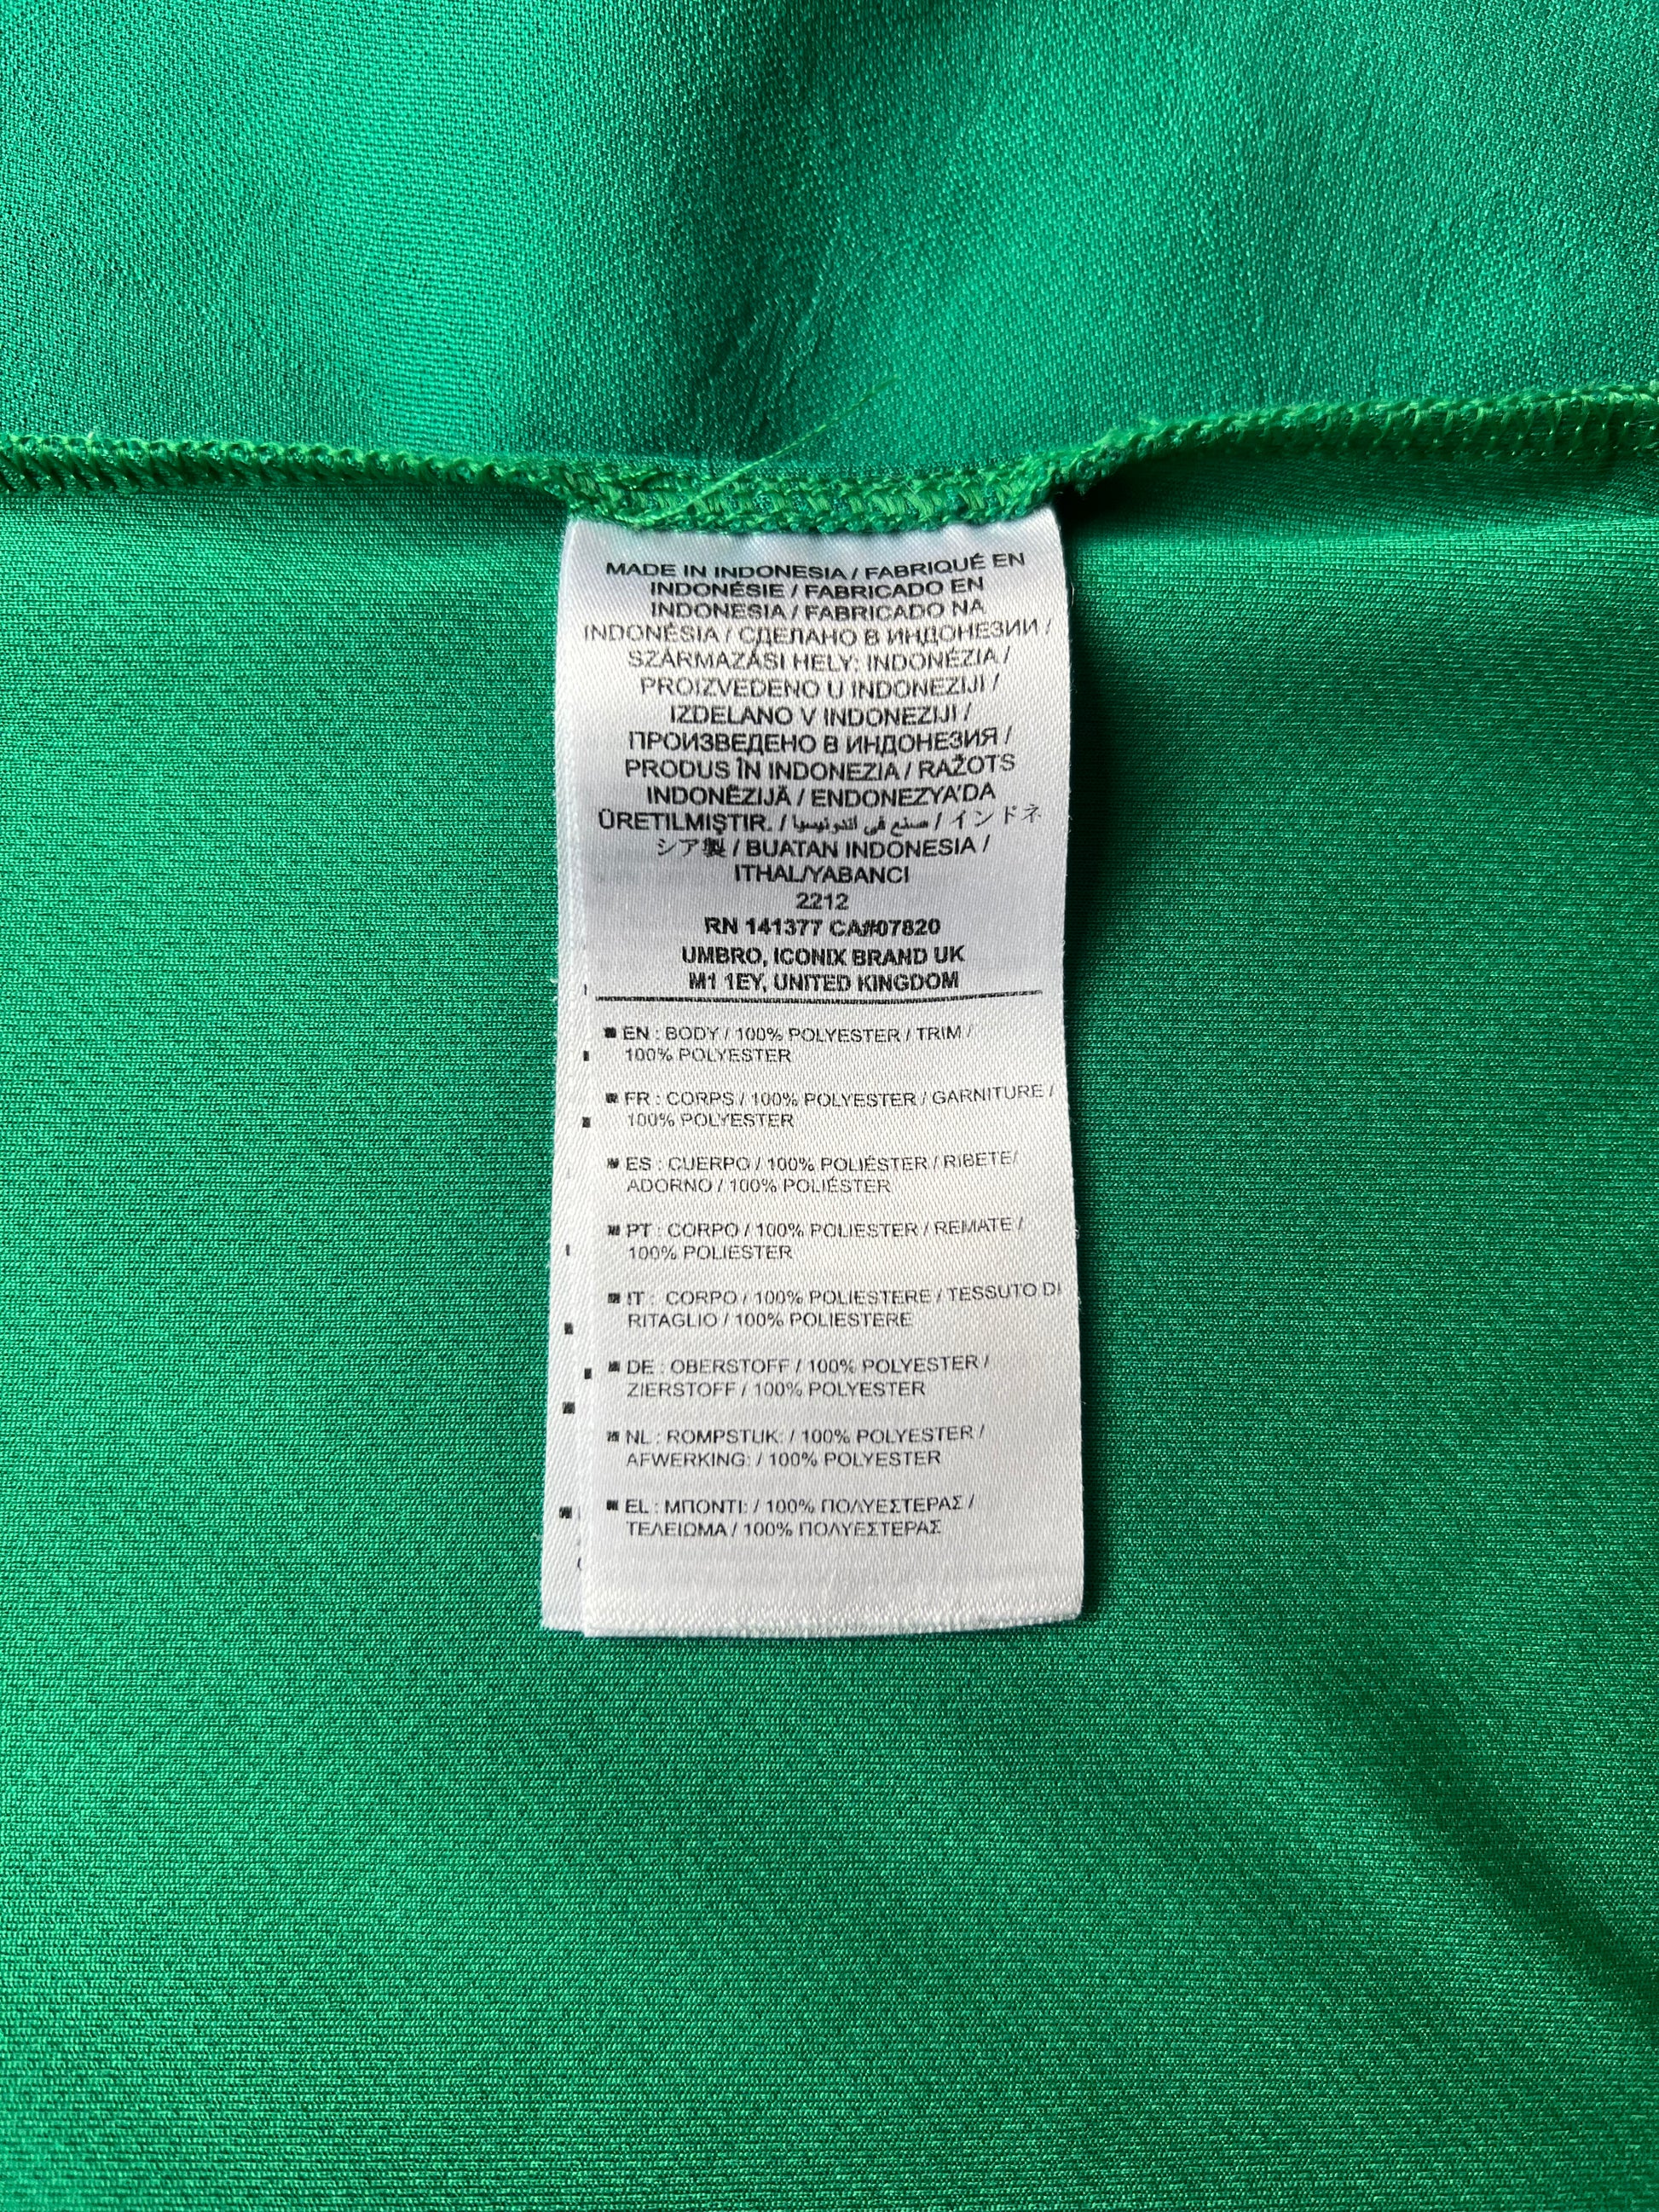 MADE IN INDONESIA / FABRIQUÉ EN
INDONÉSIE / FABRICADO EN
INDONESIA / FABRICADO NA
INDONÉSIA / СДЕЛАНО В ИНДОНЕЗИИ /
SZÁRMAZÁSI HELY: INDONÉZIA /
PROIZVEDENO U INDONEZIJI /
IZDELANO V INDONEZIJI /
ПРОИЗВЕДЕНО В ИНДОНЕЗИЯ /
PRODUS ÎN INDONEZIA / RAŽOTS
INDONĒZIJĀ / ENDONEZYA'DA
ÜRETILMIŞTIR. / صنع في اندونيسيا / インドネ
シア製 / BUATAN INDONESIA /
ITHAL/YABANCI
2212
RN 141377 CA#07820
UMBRO, ICONIX BRAND UK
M1 1EY, UNITED KINGDOM
EN : BODY / 100% POLYESTER / TRIM /
100% POLYESTER
FR : CORPS / 100% POLYESTER / GARNITURE /
100% POLYESTER
ES : CUERPO / 100% POLIÉSTER / RIBETE/
ADORNO / 100% POLIÉSTER
PT : CORPO / 100% POLIESTER / REMATE /
100% POLIESTER
IT : CORPO / 100% POLIESTERE / TESSUTO DI
RITAGLIO / 100% POLIESTERE
DE : OBERSTOFF / 100% POLYESTER /
ZIERSTOFF / 100% POLYESTER
NL : ROMPSTUK: / 100% POLYESTER /
AFWERKING: / 100% POLYESTER
EL : ΜΠΟΝΤΙ: / 100% ΠΟΛΥΕΣΤΕΡΑΣ /
ΤΕΛΕΙΩΜΑ / 100% ΠΟΛΥΕΣΤΕΡΑΣ